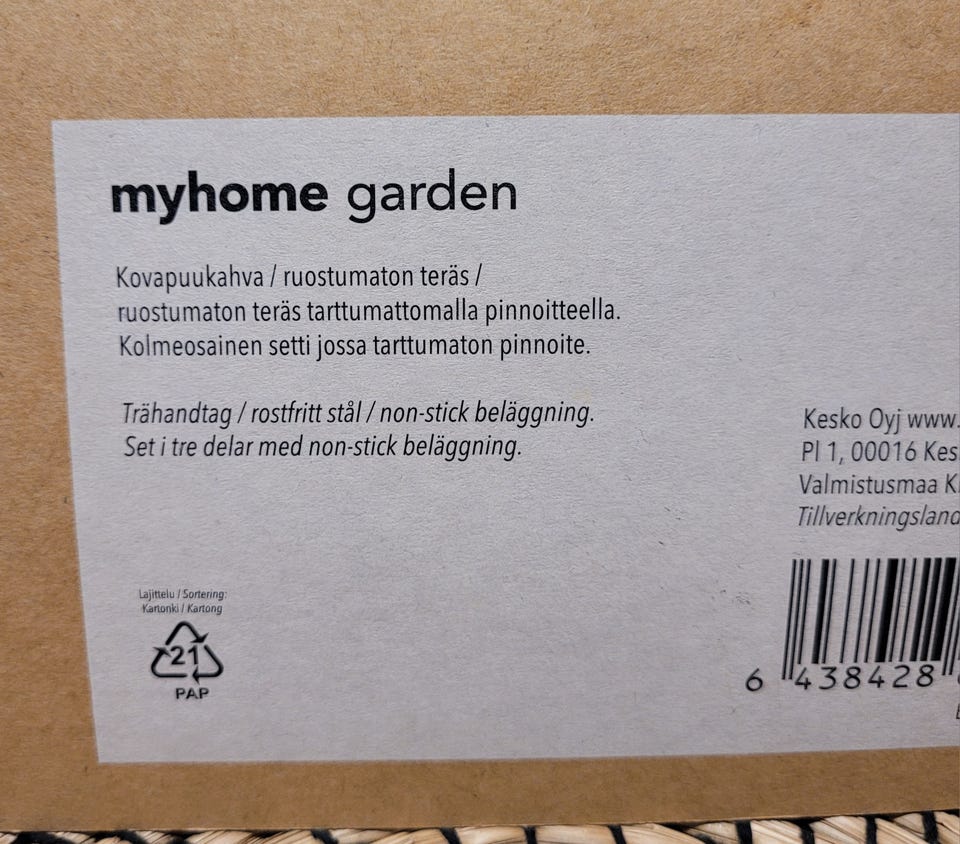 myhome garden
Kovapuukahva / ruostumaton teräs /
ruostumaton teräs tarttumattomalla pinnoitteella.
Kolmeosainen setti jossa tarttumaton pinnoite.
Trähandtag / rostfritt stål / non-stick beläggning.
Set i tre delar med non-stick beläggning.
Kesko Oyj www.
Pl 1, 00016 Kes
Valmistusmaa K
Tillverkningsland
Lajittelu / Sortering:
Kartonki / Kartong
21
PAP
6 438428